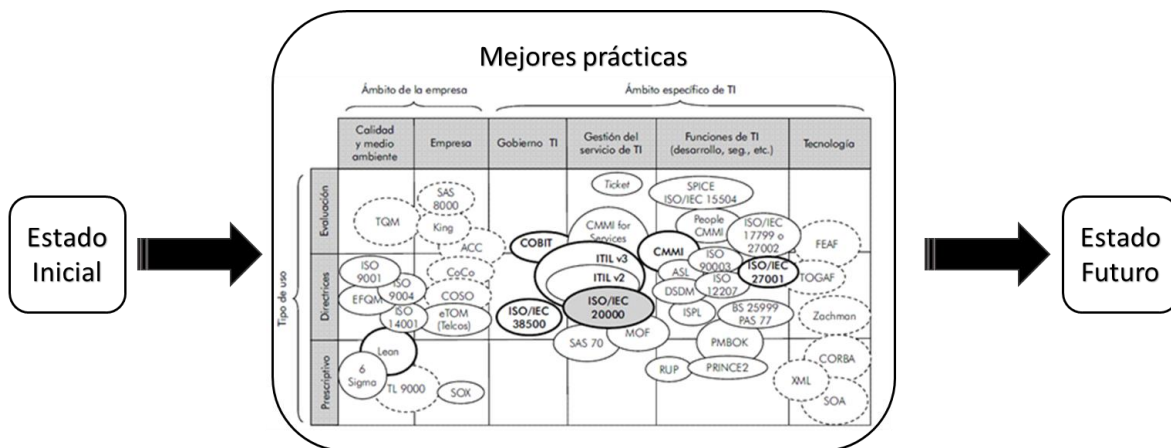 Mejores prácticas
Ámbito de la empresa
Ámbito específico de TI
Calidad
y medio
ambiente
Empresa
Gobierno TI
Gestión del
servicio de TI
Funciones de TI
(desarrollo, seg., etc.)
Tecnología
Estado
Inicial
Tipo de uso
Evaluación
TQM
SAS
8000
King
ACC
COBIT
Ticket
CMMI for
Services
SPICE
ISO/IEC 15504
People
CMMI
CMMI
ISO/IEC
17799 o
27002
FEAF
Directrices
ISO
9001
EFQM
ISO
9004
ISO
14001
CoCo
COSO
eTOM
(Telcos)
ISO/IEC
38500
ITIL v3
ITIL v2
ISO/IEC
20000
MOF
SAS 70
ASL
ISO
90003
DSDM
ISO
12207
ISO/IEC
27001
ISPL
BS 25999
PAS 77
TOGAF
Zachman
Prescriptivo
Lean
6
Sigma
TL 9000
SOX
RUP
PMBOK
PRINCE2
CORBA
XML
SOA
Estado
Futuro